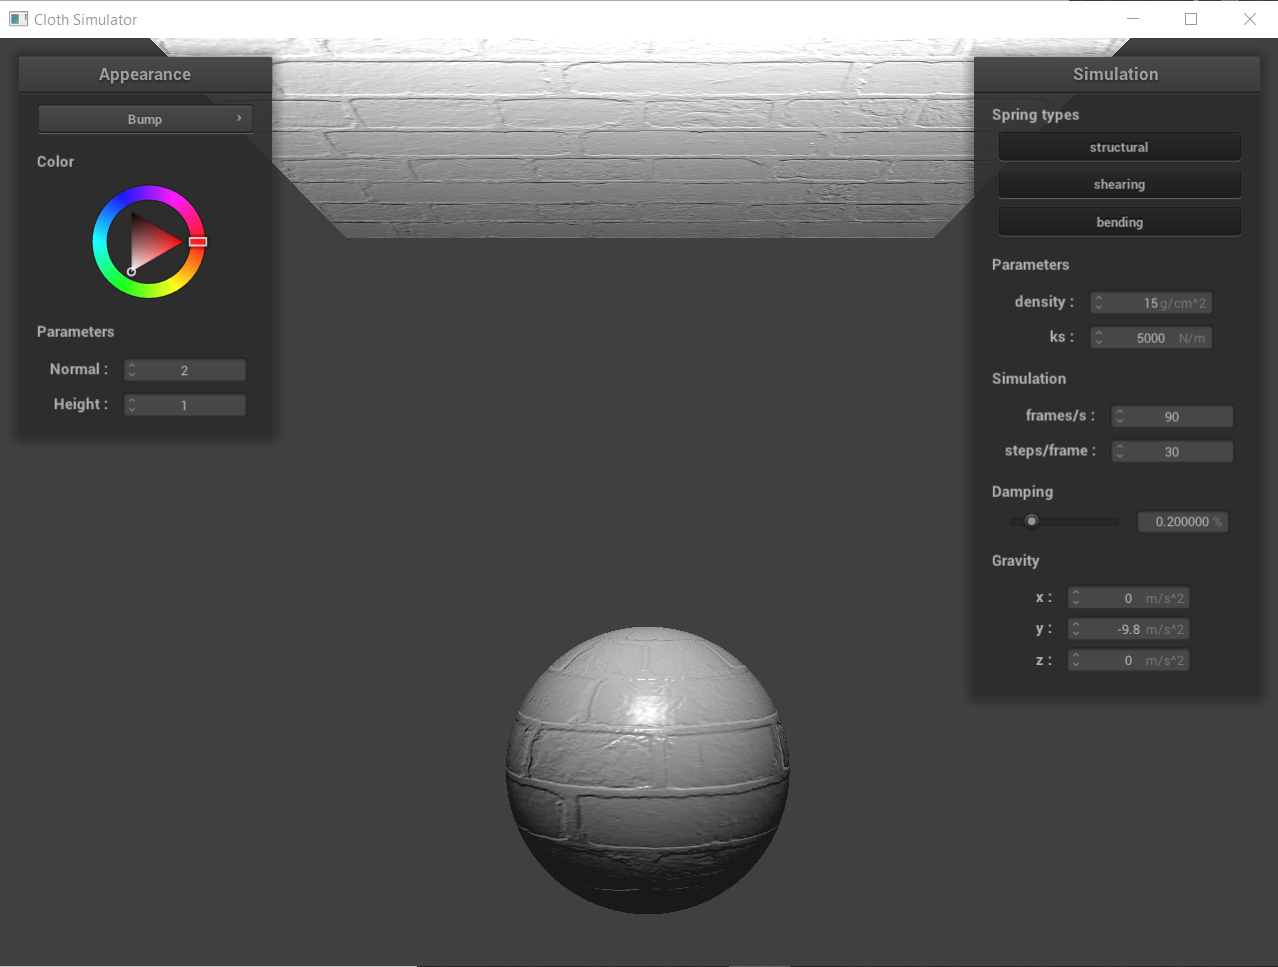 Cloth Simulator
Appearance
Bump
Color
Parameters
Normal : 2
Height : 1
Simulation
Spring types
structural
shearing
bending
Parameters
density : 15 g/cm^2
ks : 5000 N/m
Simulation
frames/s : 90
steps/frame : 30
Damping
0.200000 %
Gravity
x : 0 m/s^2
y : -9.8 m/s^2
z : 0 m/s^2